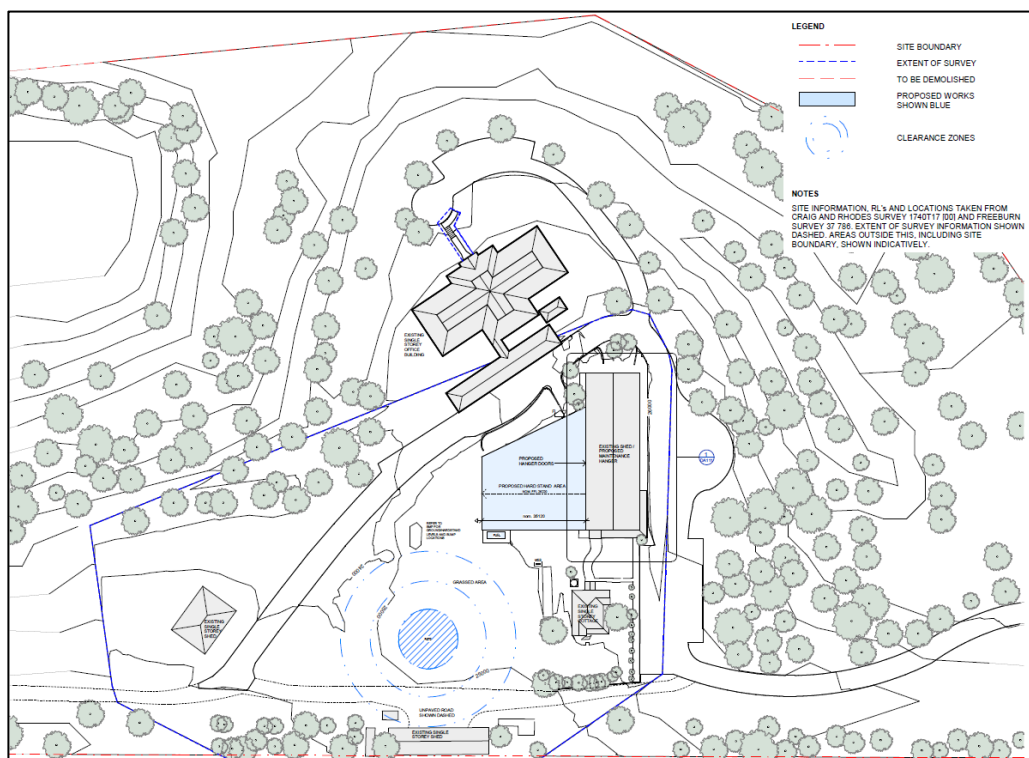 LEGEND
SITE BOUNDARY
EXTENT OF SURVEY
TO BE DEMOLISHED
PROPOSED WORKS
SHOWN BLUE
CLEARANCE ZONES
NOTES
SITE INFORMATION, RL's AND LOCATIONS TAKEN FROM
CRAIG AND RHODES SURVEY 1740T17 [00] AND FREEBURN
SURVEY 37 786. EXTENT OF SURVEY INFORMATION SHOWN
DASHED. AREAS OUTSIDE THIS, INCLUDING SITE
BOUNDARY, SHOWN INDICATIVELY.
EXISTING
SINGLE
STOREY
OFFICE
BUILDING
PROPOSED
HANGER DOORS
EXISTING SHED /
PROPOSED
MAINTENANCE
HANGER
PROPOSED HARD STAND AREA
1
GRASSED AREA
EXISTING
SINGLE
STOREY
SHED
EXISTING
SINGLE
STOREY
COTTAGE
UNPAVED ROAD
SHOWN DASHED
EXISTING SINGLE
STOREY SHED